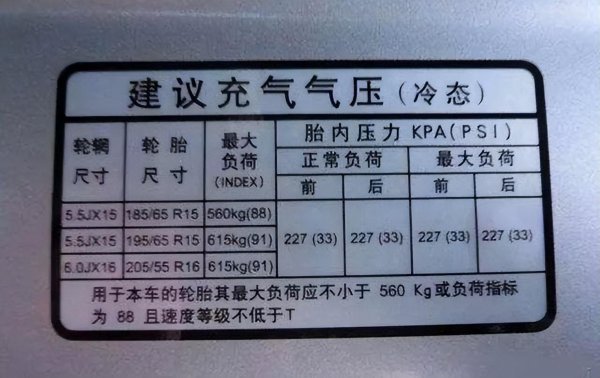 建议充气气压(冷态)
轮辋尺寸 轮胎尺寸 最大负荷(INDEX) 胎内压力 KPA(PSI)
正常负荷 最大负荷
前 后 前 后
5.5JX15 185/65 R15 560kg(88)
5.5JX15 195/65 R15 615kg(91) 227 (33) 227 (33) 227 (33) 227 (33)
6.0JX16 205/55 R16 615kg(91)
用于本车的轮胎其最大负荷应不小于 560 Kg或负荷指标
为 88 且速度等级不低于T